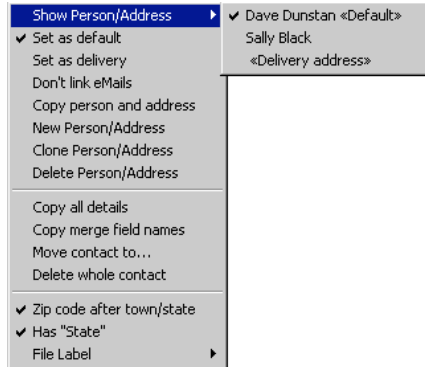 Show Person/Address
✔ Set as default
Set as delivery
Don't link eMails
Copy person and address
New Person/Address
Clone Person/Address
Delete Person/Address
Copy all details
Copy merge field names
Move contact to...
Delete whole contact
✔ Zip code after town/state
✔ Has "State"
File Label
✔ Dave Dunstan «Default»
Sally Black
«Delivery address»